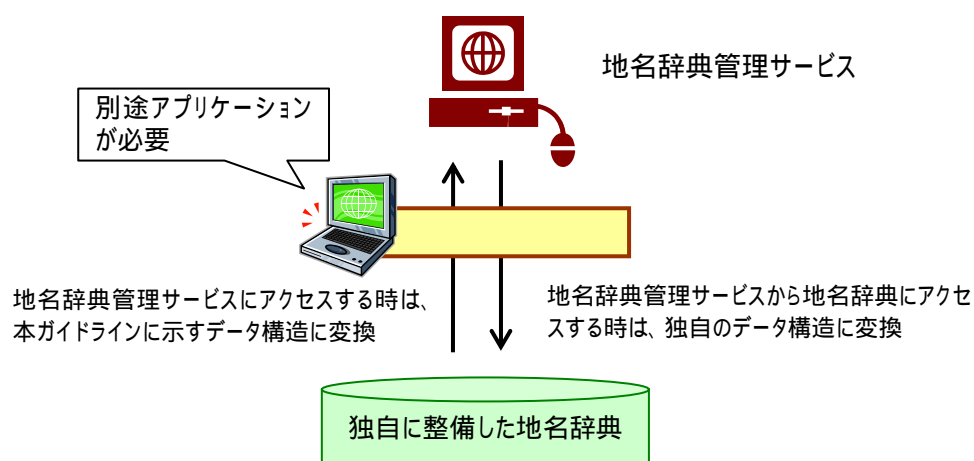 地名辞典管理サービス
別途アプリケーション
が必要
地名辞典管理サービスにアクセスする時は、
本ガイドラインに示すデータ構造に変換
地名辞典管理サービスから地名辞典にアクセ
スする時は、独自のデータ構造に変換
独自に整備した地名辞典